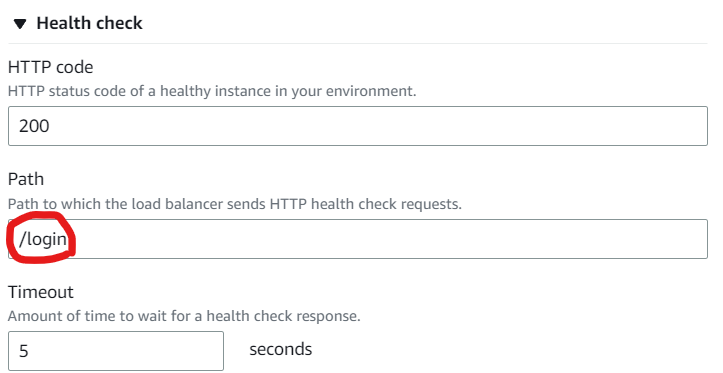 Health check
HTTP code
HTTP status code of a healthy instance in your environment.
200
Path
Path to which the load balancer sends HTTP health check requests.
/login
Timeout
Amount of time to wait for a health check response.
5 seconds